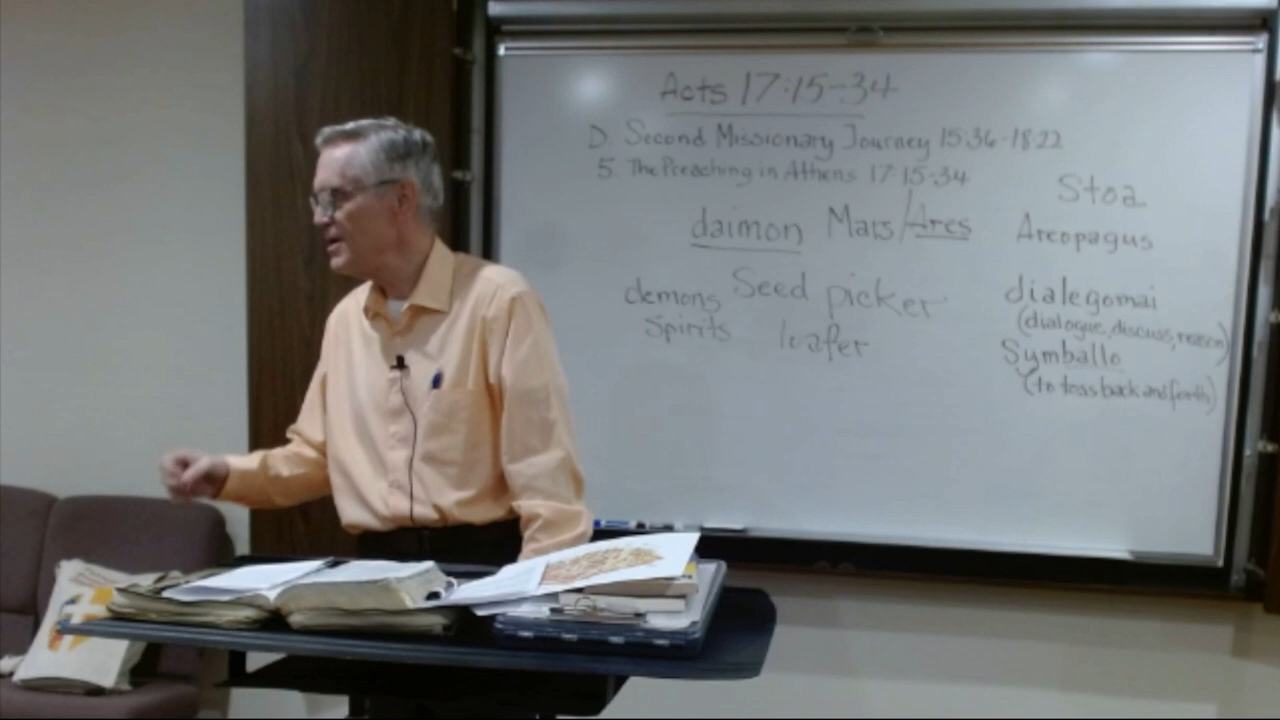 Acts 17:15-34
D. Second Missionary Journey 15:36-18:22
5. The Preaching in Athens 17:15-34
Stoa
daimon Mars/Ares Areopagus
demons Seed picker dialegomai
(dialogue, discuss, reason)
spirits loafer Symballo
(to toss back and forth)